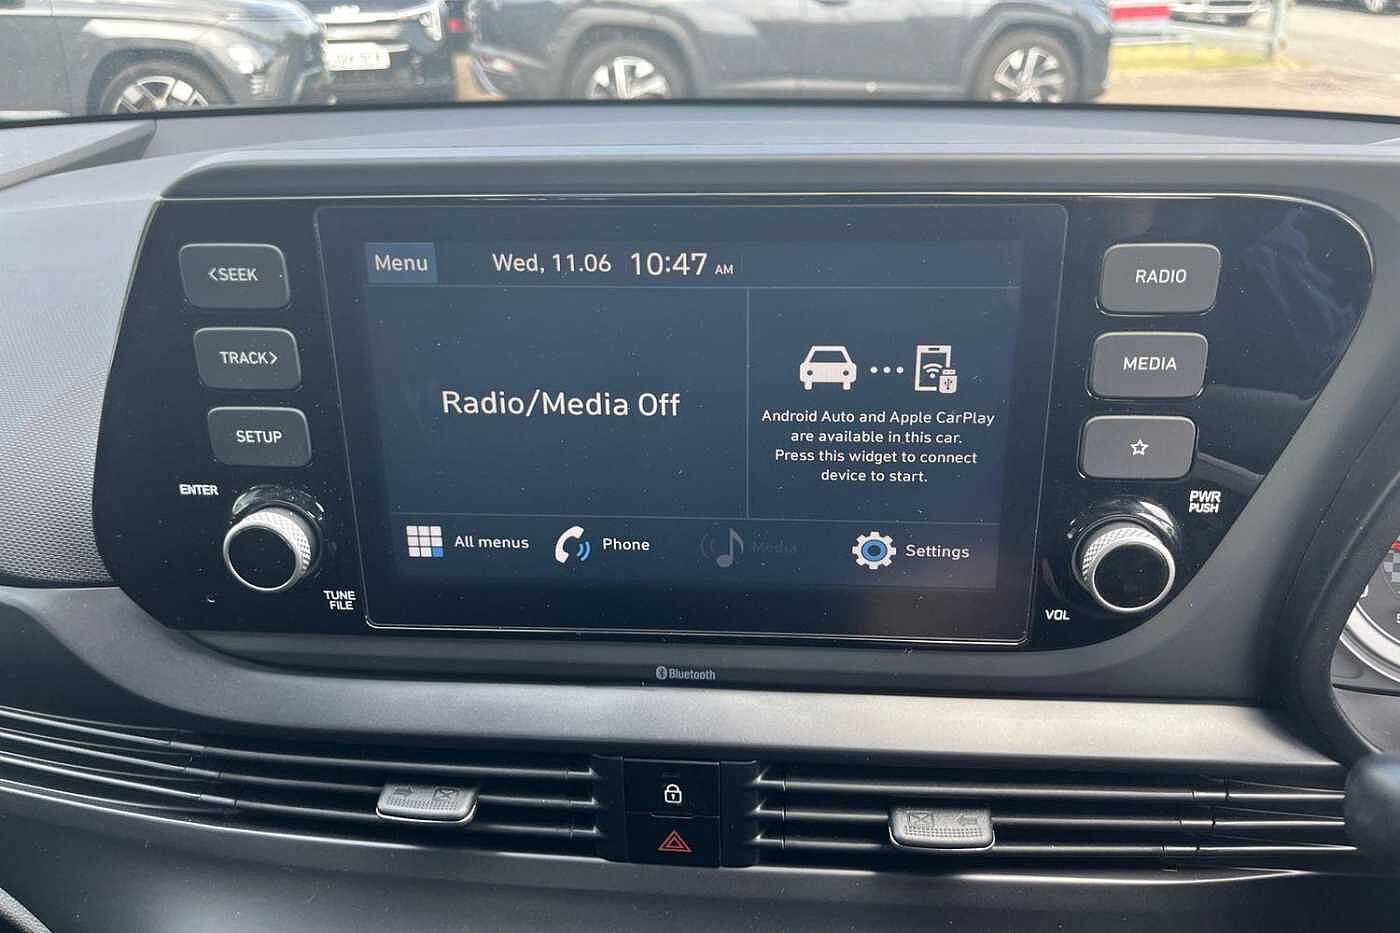 <SEEK
TRACK>
SETUP
ENTER
TUNE
FILE
Menu
Wed, 11.06 10:47 AM
Radio/Media Off
Android Auto and Apple CarPlay
are available in this car.
Press this widget to connect
device to start.
All menus
Phone
Media
Settings
RADIO
MEDIA
PWR
PUSH
VOL
Bluetooth